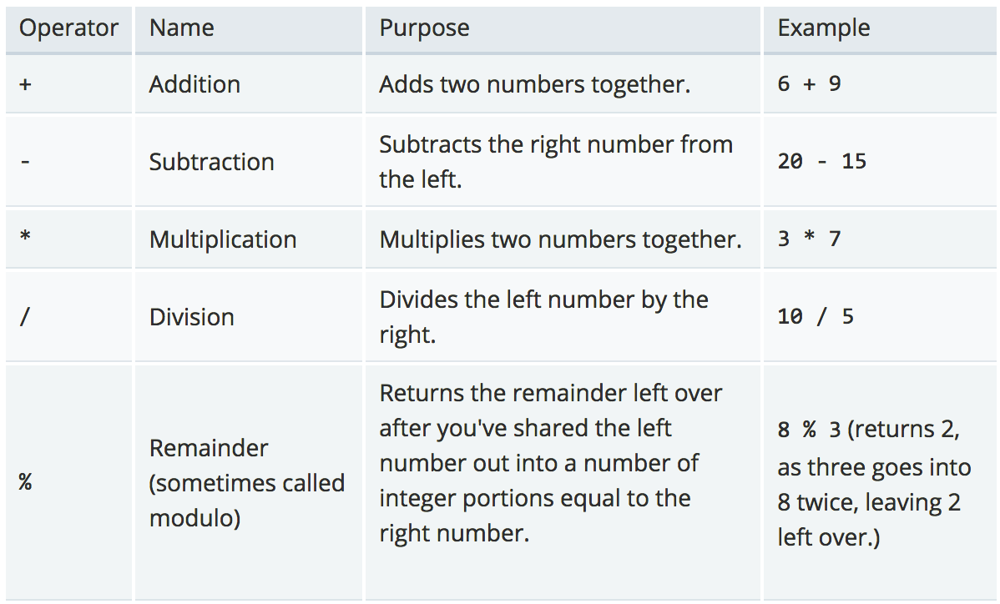 Operator Name Purpose Example
+ Addition Adds two numbers together. 6 + 9
- Subtraction Subtracts the right number from
the left. 20 - 15
* Multiplication Multiplies two numbers together. 3 * 7
/ Division Divides the left number by the
right. 10 / 5
% Remainder
(sometimes called
modulo) Returns the remainder left over
after you've shared the left
number out into a number of
integer portions equal to the
right number. 8 % 3 (returns 2,
as three goes into
8 twice, leaving 2
left over.)